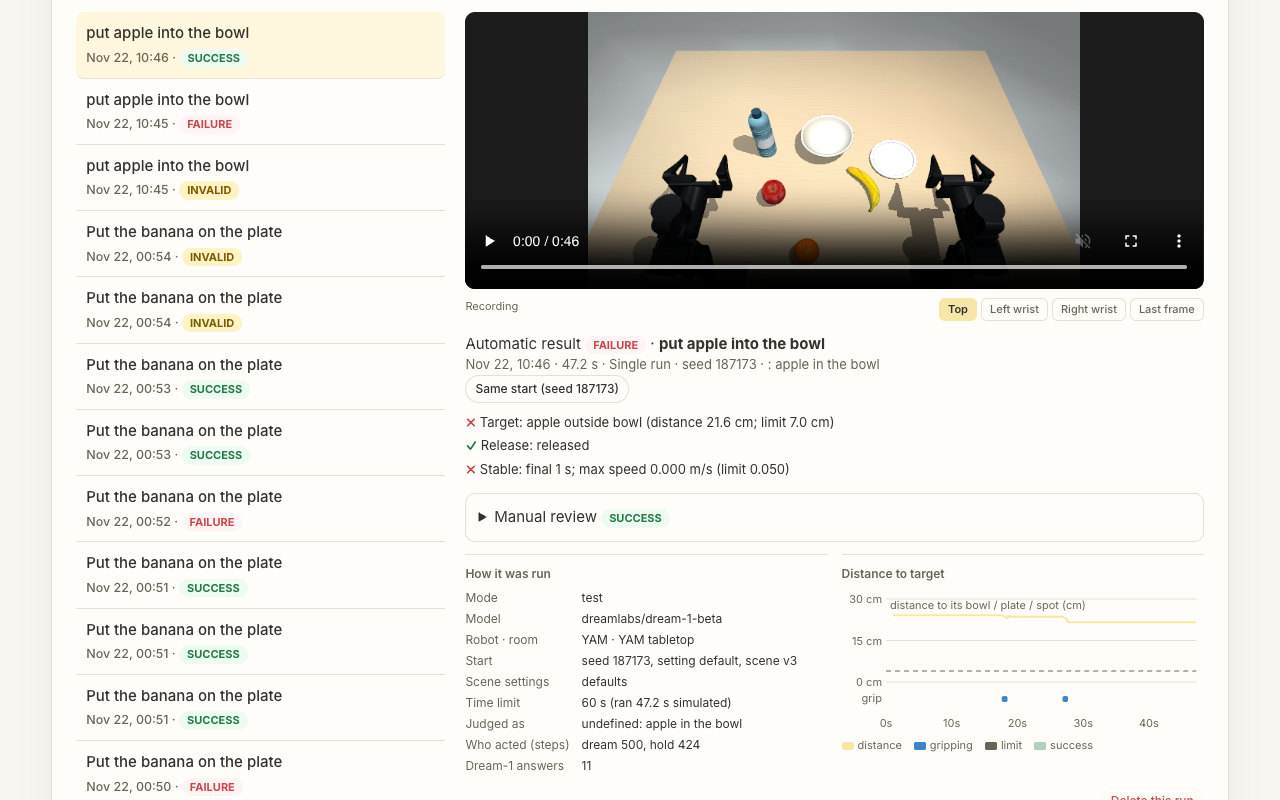 put apple into the bowl
Nov 22, 10:46 · SUCCESS
put apple into the bowl
Nov 22, 10:45 · FAILURE
put apple into the bowl
Nov 22, 10:45 · INVALID
Put the banana on the plate
Nov 22, 00:54 · INVALID
Put the banana on the plate
Nov 22, 00:54 · INVALID
Put the banana on the plate
Nov 22, 00:53 · SUCCESS
Put the banana on the plate
Nov 22, 00:53 · SUCCESS
Put the banana on the plate
Nov 22, 00:52 · FAILURE
Put the banana on the plate
Nov 22, 00:51 · SUCCESS
Put the banana on the plate
Nov 22, 00:51 · SUCCESS
Put the banana on the plate
Nov 22, 00:51 · SUCCESS
Put the banana on the plate
Nov 22, 00:50 · FAILURE
0:00 / 0:46
Recording
Top Left wrist Right wrist Last frame
Automatic result FAILURE · put apple into the bowl
Nov 22, 10:46 · 47.2 s · Single run · seed 187173 · : apple in the bowl
Same start (seed 187173)
✕ Target: apple outside bowl (distance 21.6 cm; limit 7.0 cm)
✓ Release: released
✕ Stable: final 1 s; max speed 0.000 m/s (limit 0.050)
▶ Manual review SUCCESS
How it was run
Mode test
Model dreamlabs/dream-1-beta
Robot · room YAM · YAM tabletop
Start seed 187173, setting default, scene v3
Scene settings defaults
Time limit 60 s (ran 47.2 s simulated)
Judged as undefined: apple in the bowl
Who acted (steps) dream 500, hold 424
Dream-1 answers 11
Distance to target
30 cm
distance to its bowl / plate / spot (cm)
15 cm
0 cm
grip
0s 10s 20s 30s 40s
distance gripping limit success
Delete this run